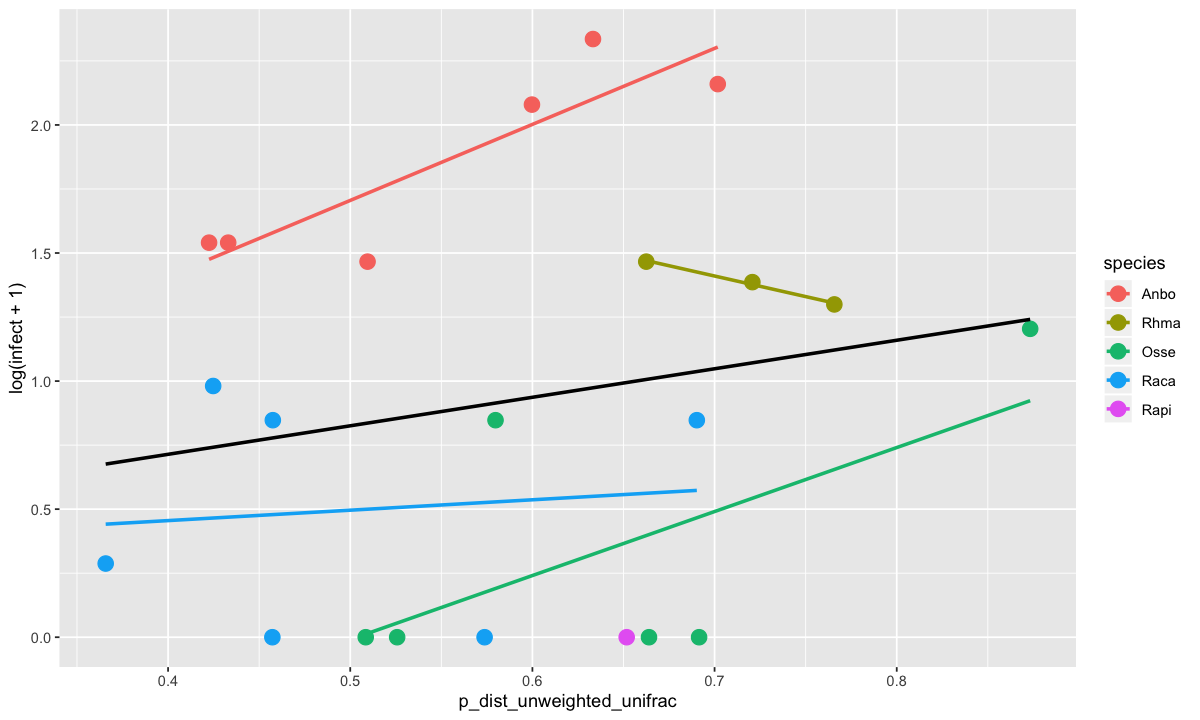 log(infect + 1)
2.0
1.5
1.0
0.5
0.0
0.4
0.5
0.6
0.7
0.8
p_dist_unweighted_unifrac
species
Anbo
Rhma
Osse
Raca
Rapi